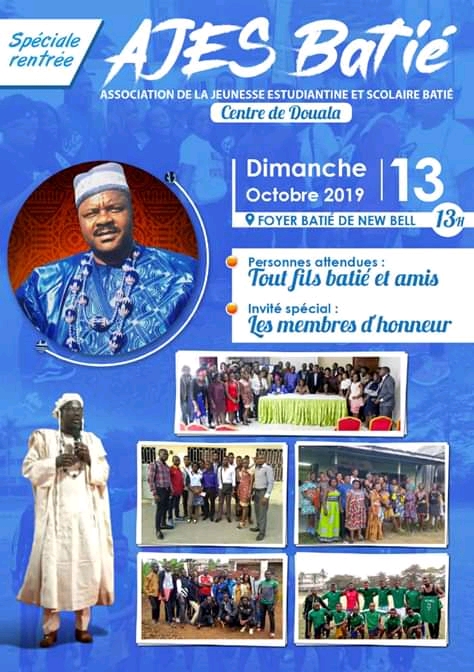 Spéciale
rentrée
AJES Batié
ASSOCIATION DE LA JEUNESSE ESTUDIANTINE ET SCOLAIRE BATIÉ
Centre de Douala
Dimanche
Octobre 2019
13
FOYER BATIÉ DE NEW BELL
13H
Personnes attendues :
Tout fils batié et amis
Invité spécial :
Les membres d'honneur